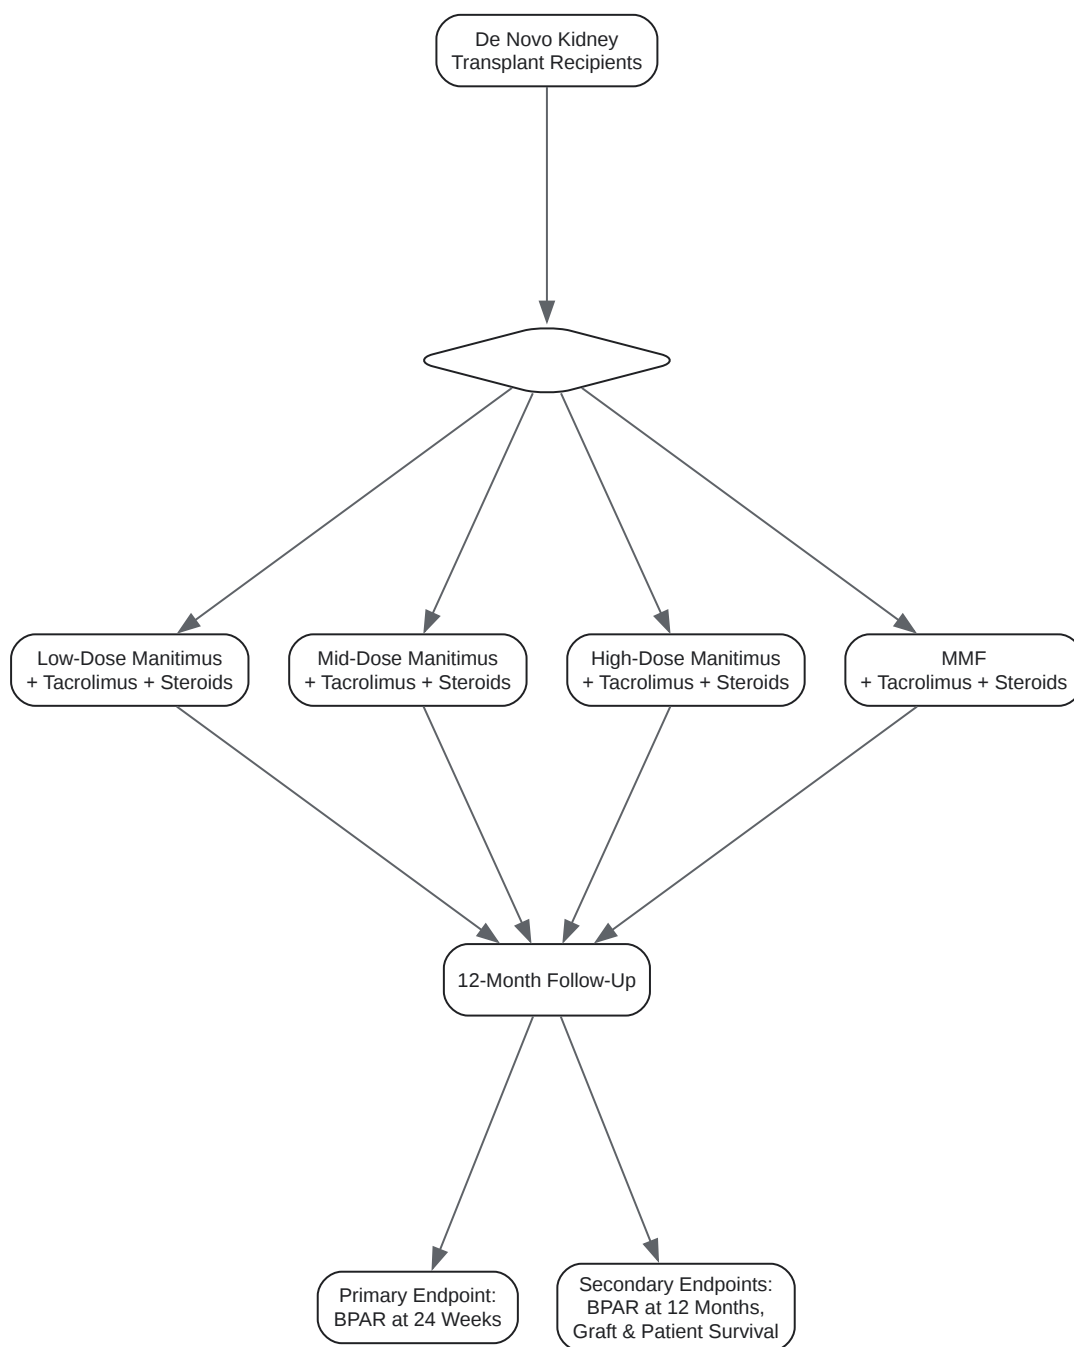 De Novo Kidney
Transplant Recipients
Low-Dose Manitimus
+ Tacrolimus + Steroids
Mid-Dose Manitimus
+ Tacrolimus + Steroids
High-Dose Manitimus
+ Tacrolimus + Steroids
MMF
+ Tacrolimus + Steroids
12-Month Follow-Up
Primary Endpoint:
BPAR at 24 Weeks
Secondary Endpoints:
BPAR at 12 Months,
Graft & Patient Survival